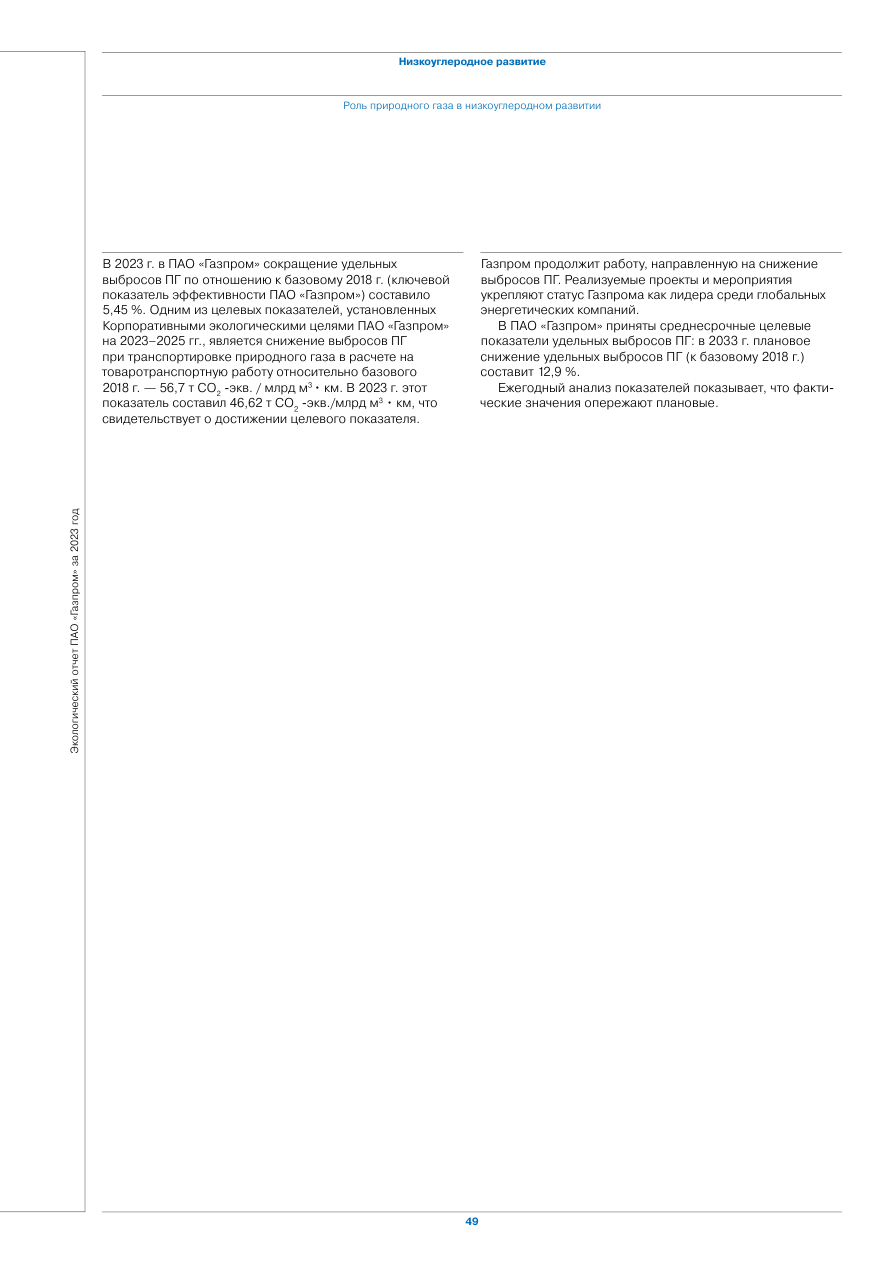 Низкоуглеродное развитие
Роль природного газа в низкоуглеродном развитии
В 2023 г. в ПАО «Газпром» сокращение удельных
выбросов ПГ по отношению к базовому 2018 г. (ключевой
показатель эффективности ПАО «Газпром») составило
5,45 %. Одним из целевых показателей, установленных
Корпоративными экологическими целями ПАО «Газпром»
на 2023–2025 гг., является снижение выбросов ПГ
при транспортировке природного газа в расчете на
товаротранспортную работу относительно базового
2018 г. — 56,7 т CO₂ -экв. / млрд м³ • км. В 2023 г. этот
показатель составил 46,62 т CO₂ -экв./млрд м³ • км, что
свидетельствует о достижении целевого показателя.
Газпром продолжит работу, направленную на снижение
выбросов ПГ. Реализуемые проекты и мероприятия
укрепляют статус Газпрома как лидера среди глобальных
энергетических компаний.
В ПАО «Газпром» приняты среднесрочные целевые
показатели удельных выбросов ПГ: в 2033 г. плановое
снижение удельных выбросов ПГ (к базовому 2018 г.)
составит 12,9 %.
Ежегодный анализ показателей показывает, что факти-
ческие значения опережают плановые.
Экологический отчет ПАО «Газпром» за 2023 год
49